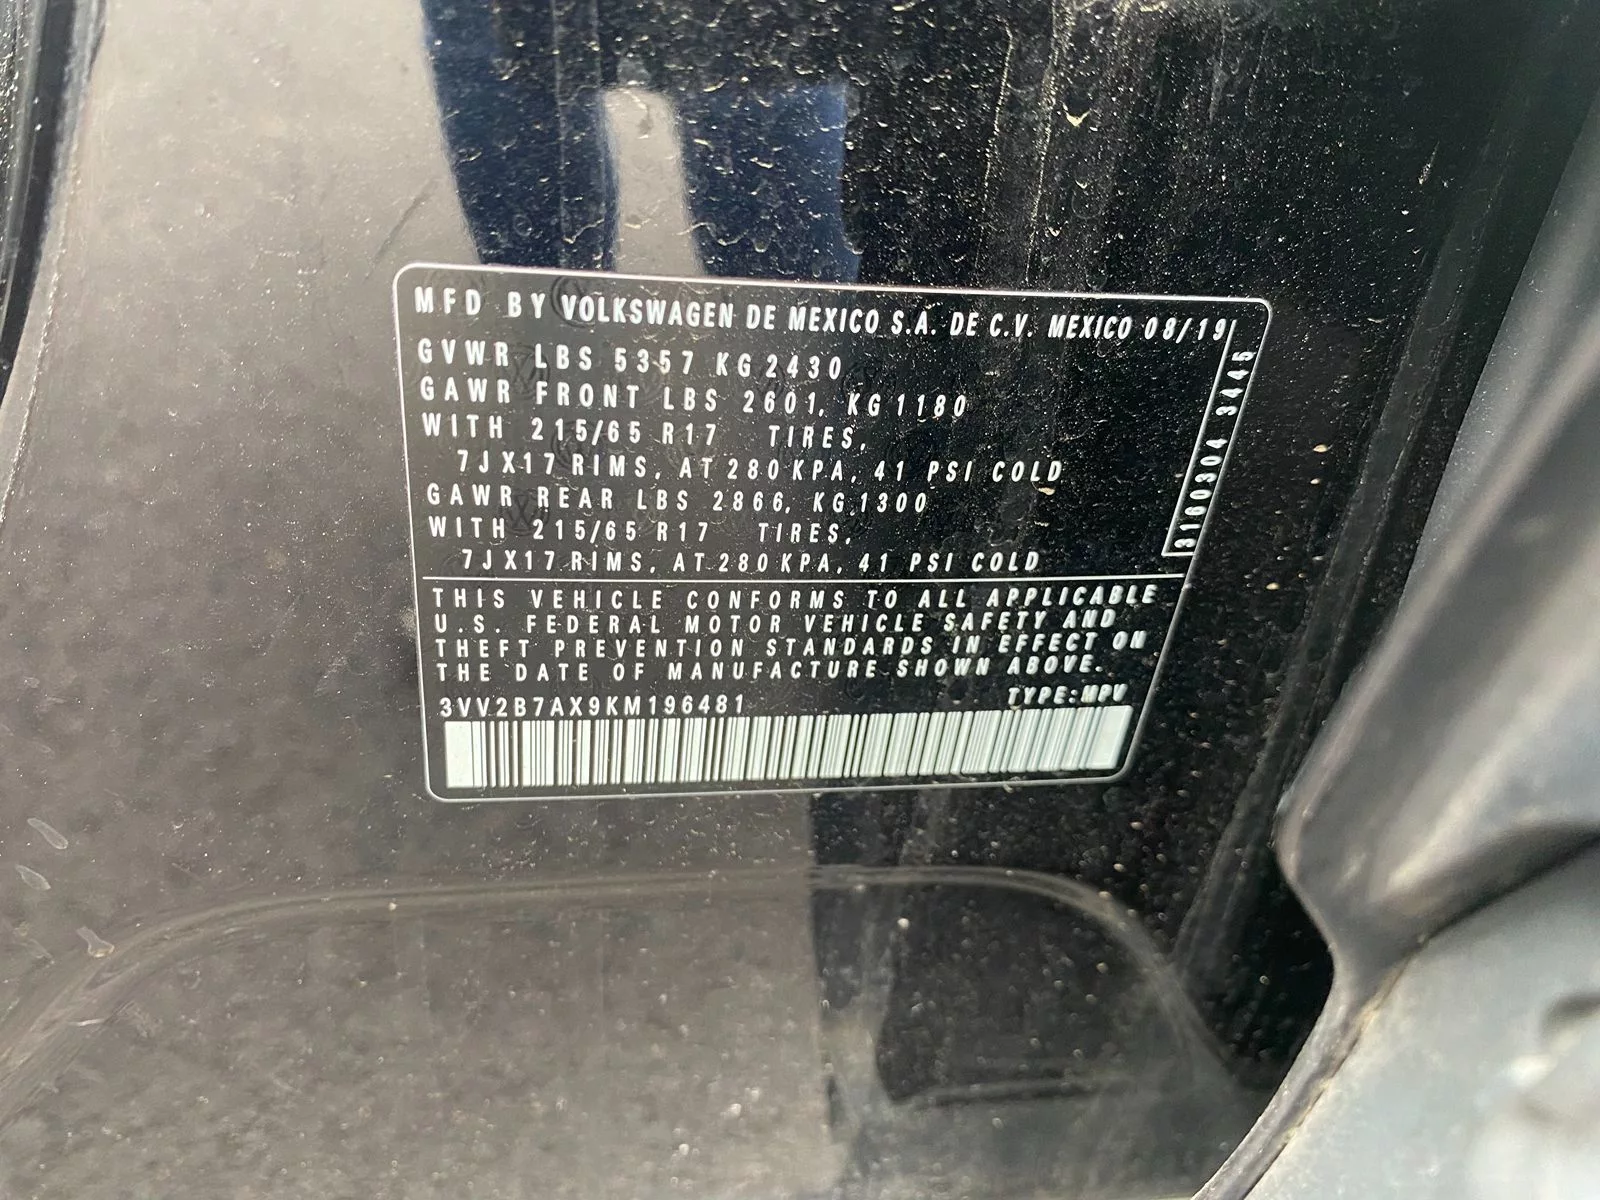 MFD BY VOLKSWAGEN DE MEXICO S.A. DE C.V. MEXICO 08/19
GVWR LBS 5357 KG 2430
GAWR FRONT LBS 2601, KG 1180
WITH 215/65 R17 TIRES,
7JX17 RIMS, AT 280 KPA, 41 PSI COLD
GAWR REAR LBS 2866, KG 1300
WITH 215/65 R17 TIRES,
7JX17 RIMS, AT 280 KPA, 41 PSI COLD
3160304 3445
THIS VEHICLE CONFORMS TO ALL APPLICABLE
U.S. FEDERAL MOTOR VEHICLE SAFETY AND
THEFT PREVENTION STANDARDS IN EFFECT ON
THE DATE OF MANUFACTURE SHOWN ABOVE.
3VV2B7AX9KM196481 TYPE: MPV